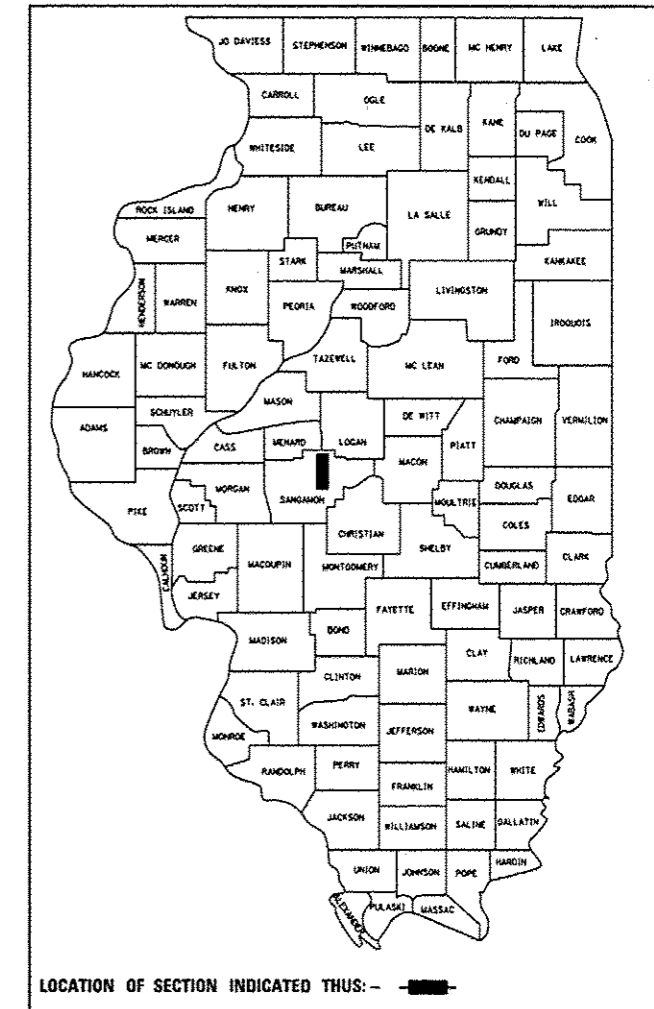 JO DAVIESS STEPHENSON WINNEBAGO BOONE MC HENRY LAKE
CARROLL OGLE DE KALB KANE DU PAGE COOK
WHITESIDE LEE KENDALL WILL
ROCK ISLAND HENRY BUREAU LA SALLE GRUNDY
MERCER PUTNAM KANKAKEE
HENDERSON WARREN KNOX STARK MARSHALL LIVINGSTON
PEORIA WOODFORD IROQUOIS
HANCOCK MC DONOUGH FULTON TAZEWELL MC LEAN FORD
MASON
ADAMS SCHUYLER DE WITT CHAMPAIGN VERMILION
BROWN CASS MENARD LOGAN PIATT
PIKE SCOTT MORGAN SANGAMON MACON DOUGLAS EDGAR
MOULTRIE
CHRISTIAN COLES
CALHOUN GREENE MACOUPIN MONTGOMERY SHELBY CUMBERLAND CLARK
JERSEY FAYETTE EFFINGHAM JASPER CRAWFORD
MADISON BOND
CLAY RICHLAND LAWRENCE
CLINTON MARION
ST. CLAIR WAYNE EDWARDS WABASH
WASHINGTON JEFFERSON
MONROE
RANDOLPH PERRY HAMILTON WHITE
FRANKLIN
JACKSON WILLIAMSON SALINE GALLATIN
UNION JOHNSON POPE HARDIN
ALEXANDER PULASKI MASSAC
LOCATION OF SECTION INDICATED THUS: -